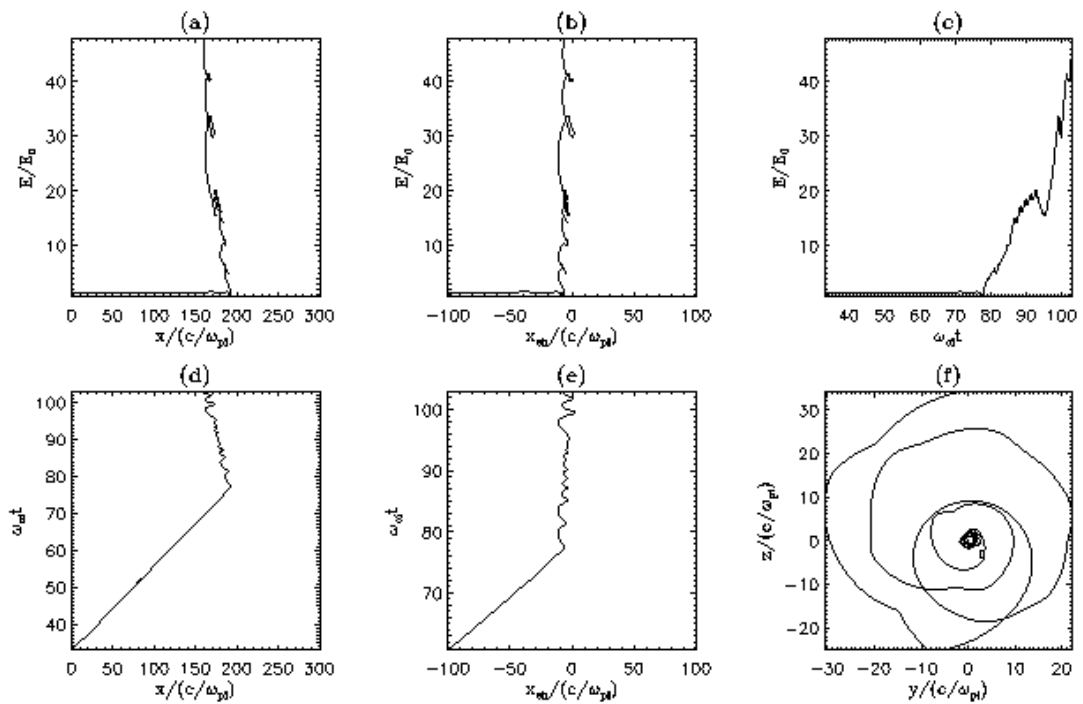 (a) (b) (c)
40 40 40
30 30 30
E/E₀ E/E₀ E/E₀
20 20 20
10 10 10
0 50 100 150 200 250 300 −100 −50 0 50 100 40 50 60 70 80 90 100
x/(c/ω_pi) x_sh/(c/ω_pi) ω_ci t
(d) (e) (f)
100 100 30
90 90 20
80 80 10
70 70 0
60 −10
50 −20
40
ω_ci t ω_ci t z/(c/ω_pi)
0 50 100 150 200 250 300 −100 −50 0 50 100 −30 −20 −10 0 10 20
x/(c/ω_pi) x_sh/(c/ω_pi) y/(c/ω_pi)